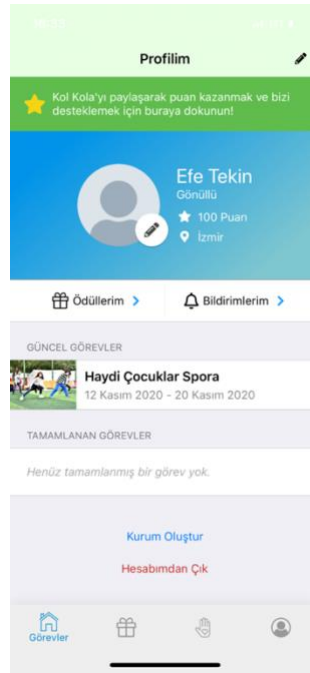 Profilim
Kol Kola'yı paylaşarak puan kazanmak ve bizi
desteklemek için buraya dokunun!
Efe Tekin
Gönüllü
100 Puan
İzmir
Ödüllerim
Bildirimlerim
GÜNCEL GÖREVLER
Haydi Çocuklar Spora
12 Kasım 2020 - 20 Kasım 2020
TAMAMLANAN GÖREVLER
Henüz tamamlanmış bir görev yok.
Kurum Oluştur
Hesabımdan Çık
Görevler